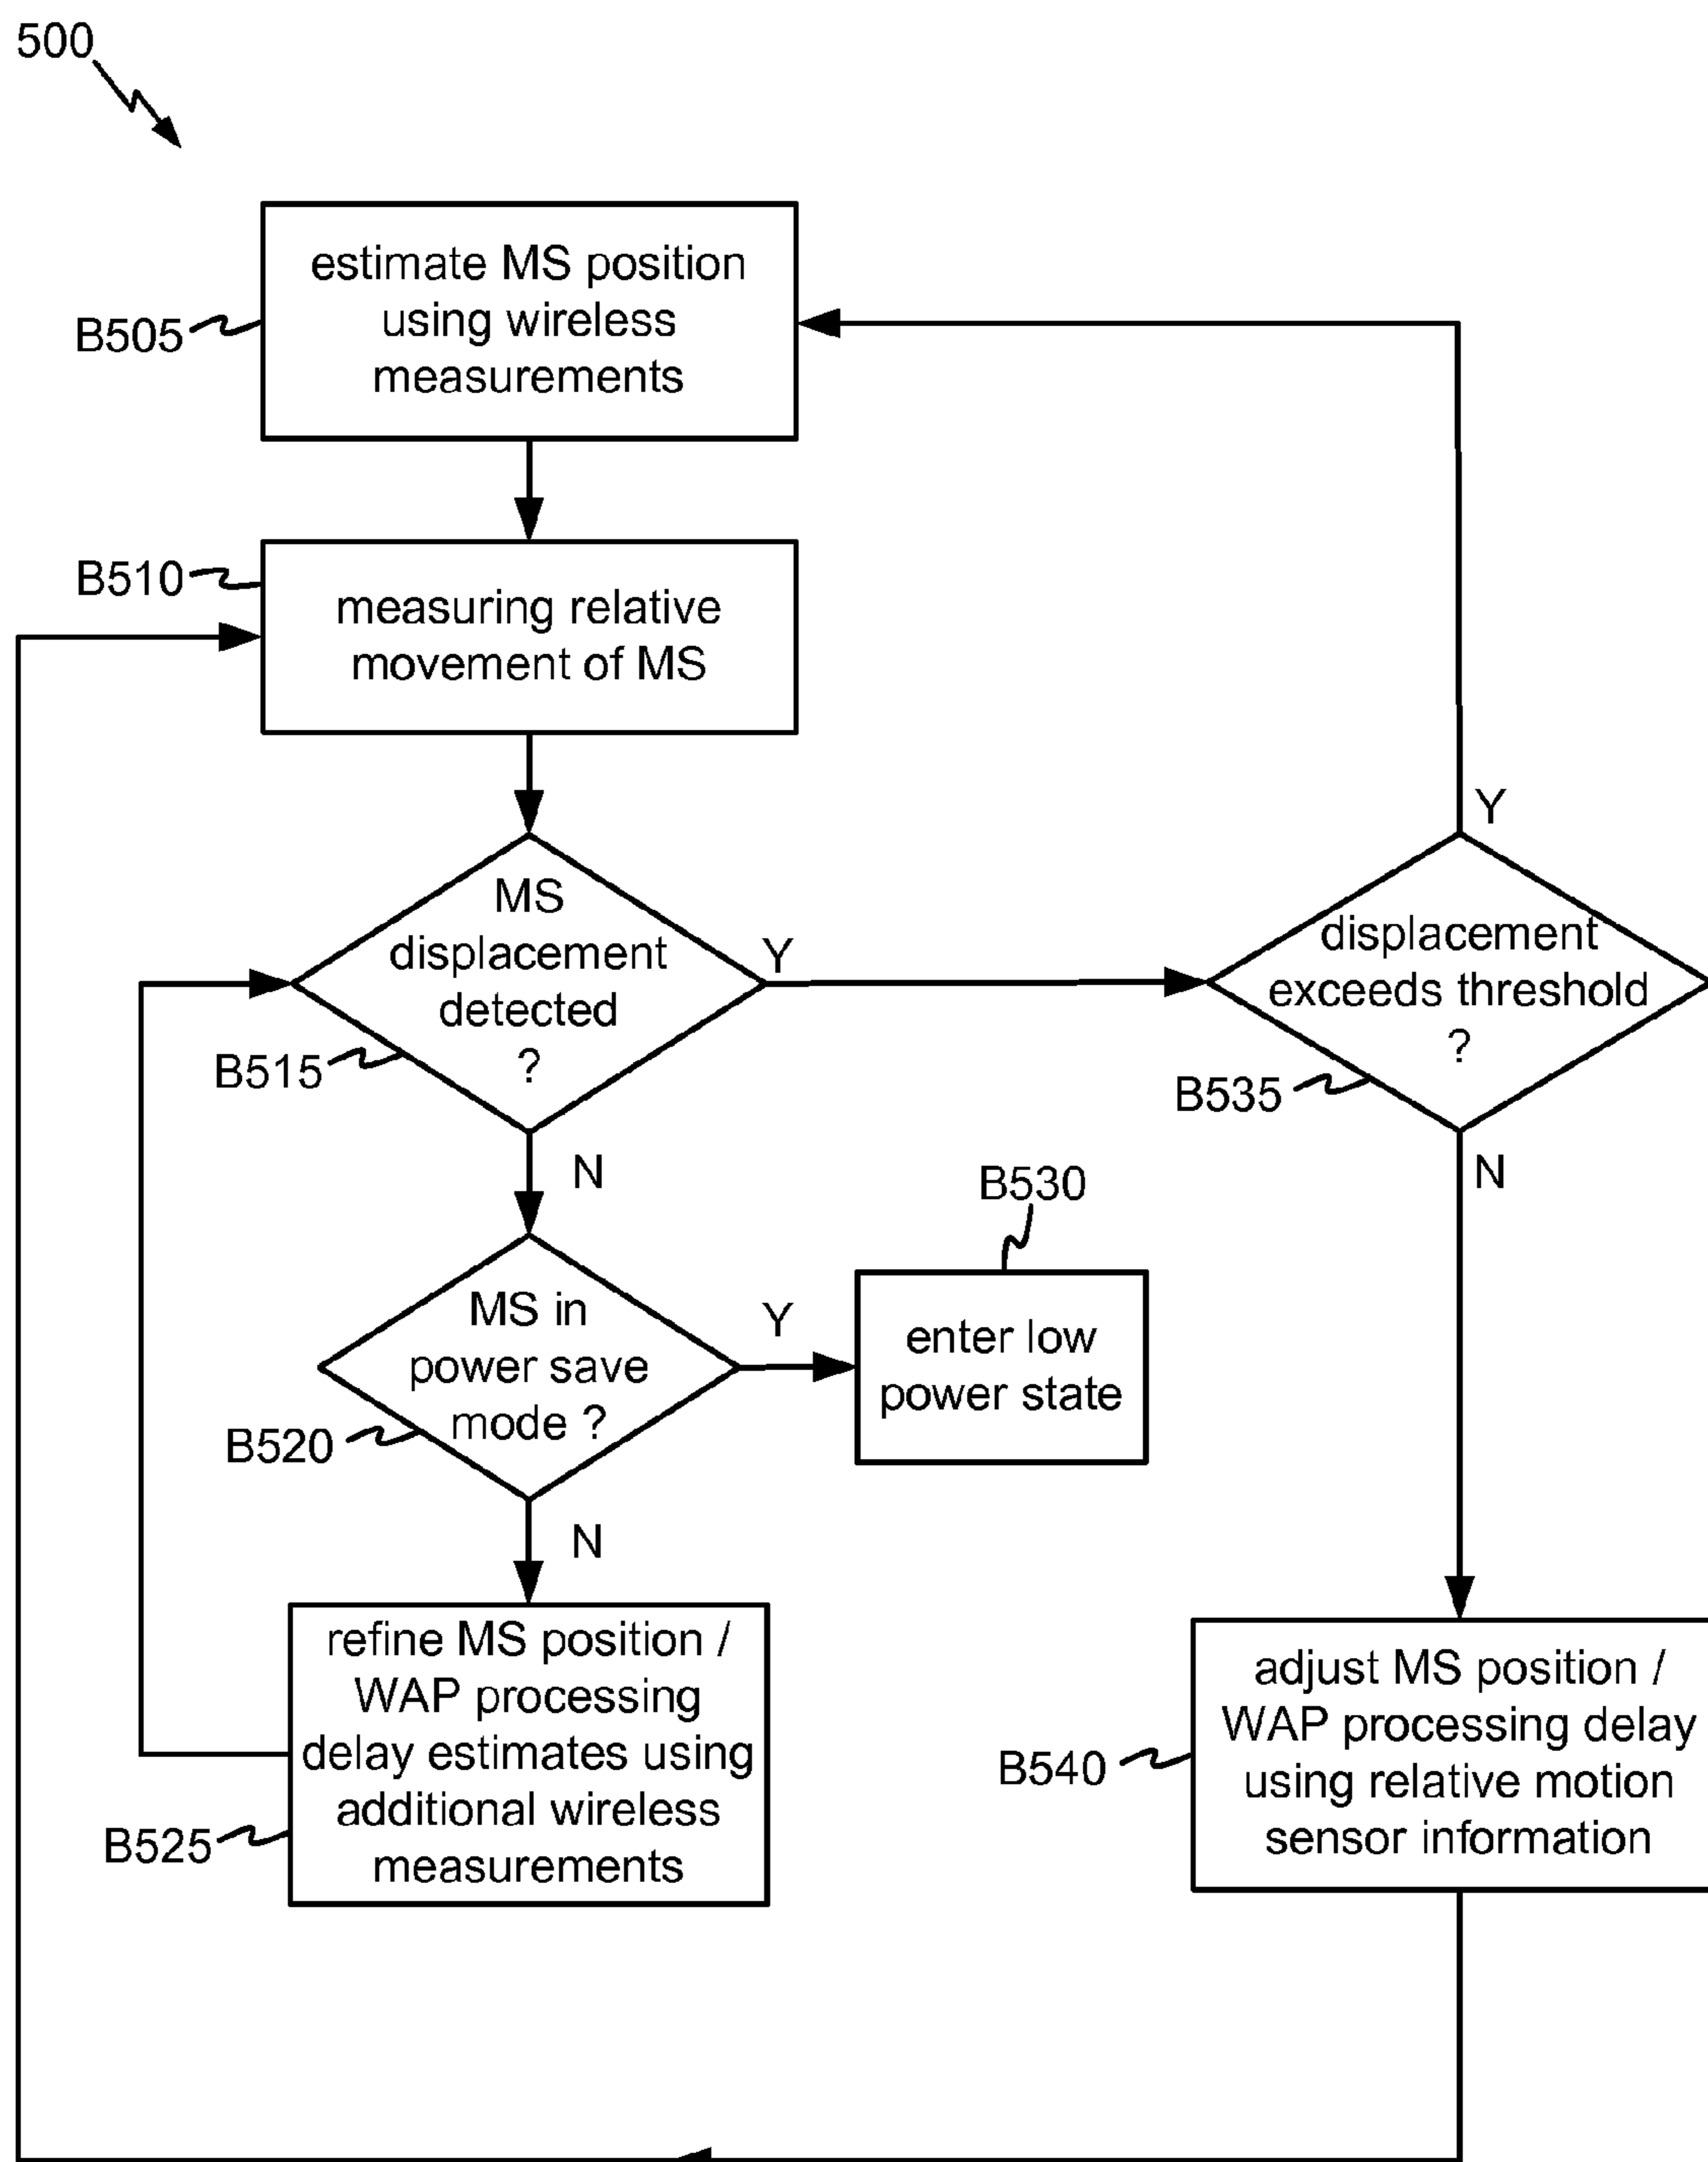 500
estimate MS position
using wireless
measurements
B505
B510
measuring relative
movement of MS
MS
displacement
detected
?
Y
B515
N
displacement
exceeds threshold
?
Y
B535
N
MS in
power save
mode ?
Y
B520
N
B530
enter low
power state
refine MS position /
WAP processing
delay estimates using
additional wireless
measurements
B525
adjust MS position /
WAP processing delay
using relative motion
sensor information
B540